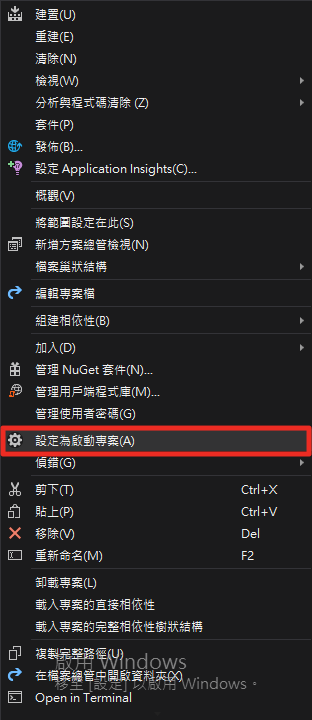 建置(U)
重建(E)
清除(N)
檢視(W)
分析與程式碼清除 (Z)
套件(P)
發佈(B)...
設定 Application Insights(C)...
概觀(V)
將範圍設定在此(S)
新增方案總管檢視(N)
檔案巢狀結構
編輯專案檔
組建相依性(B)
加入(D)
管理 NuGet 套件(N)...
管理用戶端程式庫(M)...
管理使用者密碼(G)
設定為啟動專案(A)
偵錯(G)
剪下(T) Ctrl+X
貼上(P) Ctrl+V
移除(V) Del
重新命名(M) F2
卸載專案(L)
載入專案的直接相依性
載入專案的完整相依性樹狀結構
複製完整路徑(U)
啟用 Windows
在檔案總管中開啟資料夾(X)
移至 [設定] 以啟用 Windows。
Open in Terminal